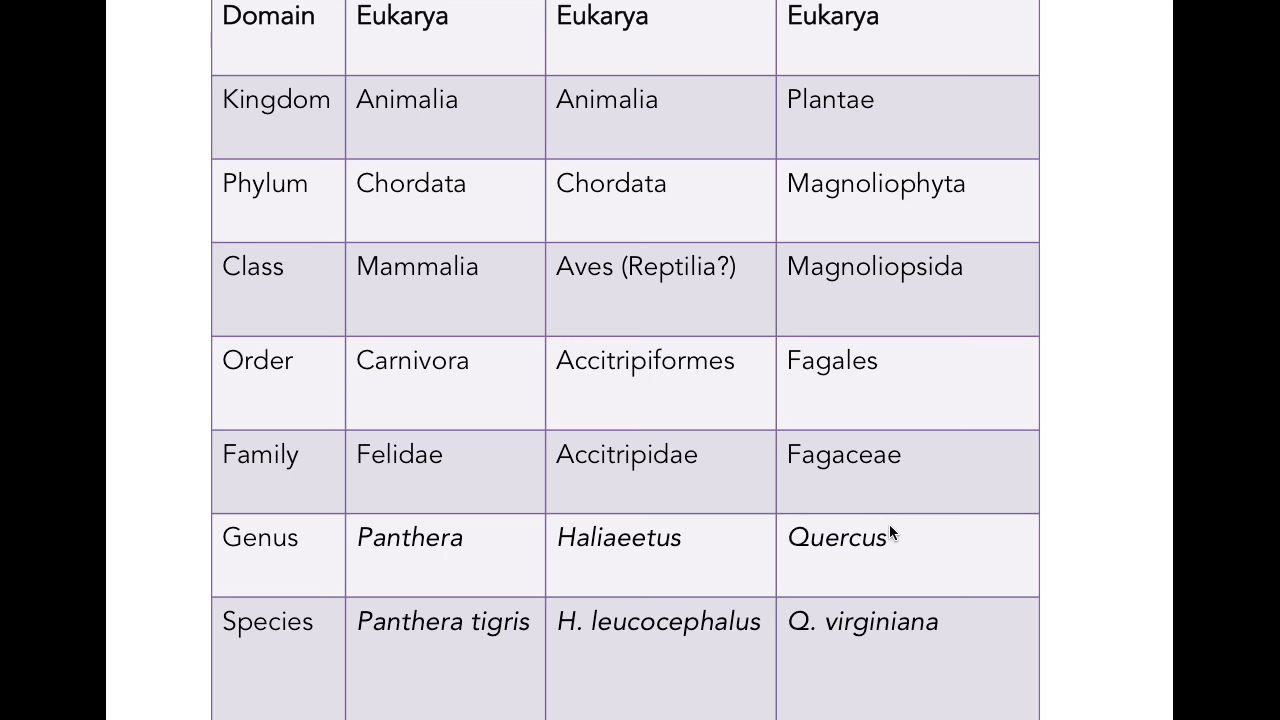 Domain Eukarya Eukarya Eukarya
Kingdom Animalia Animalia Plantae
Phylum Chordata Chordata Magnoliophyta
Class Mammalia Aves (Reptilia?) Magnoliopsida
Order Carnivora Accitripiformes Fagales
Family Felidae Accitripidae Fagaceae
Genus Panthera Haliaeetus Quercus
Species Panthera tigris H. leucocephalus Q. virginiana